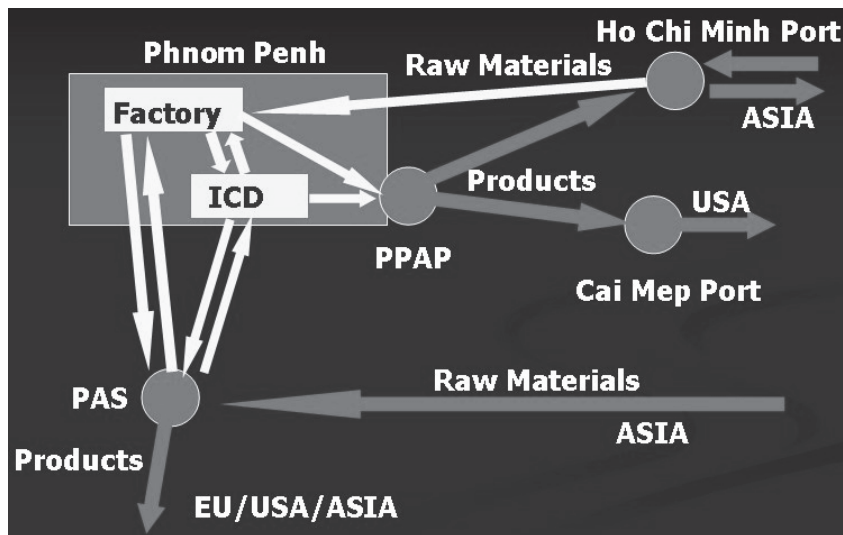 Ho Chi Minh Port
Phnom Penh
Raw Materials
Factory
ASIA
ICD
Products
USA
PPAP
Cai Mep Port
Raw Materials
PAS
ASIA
Products
EU/USA/ASIA